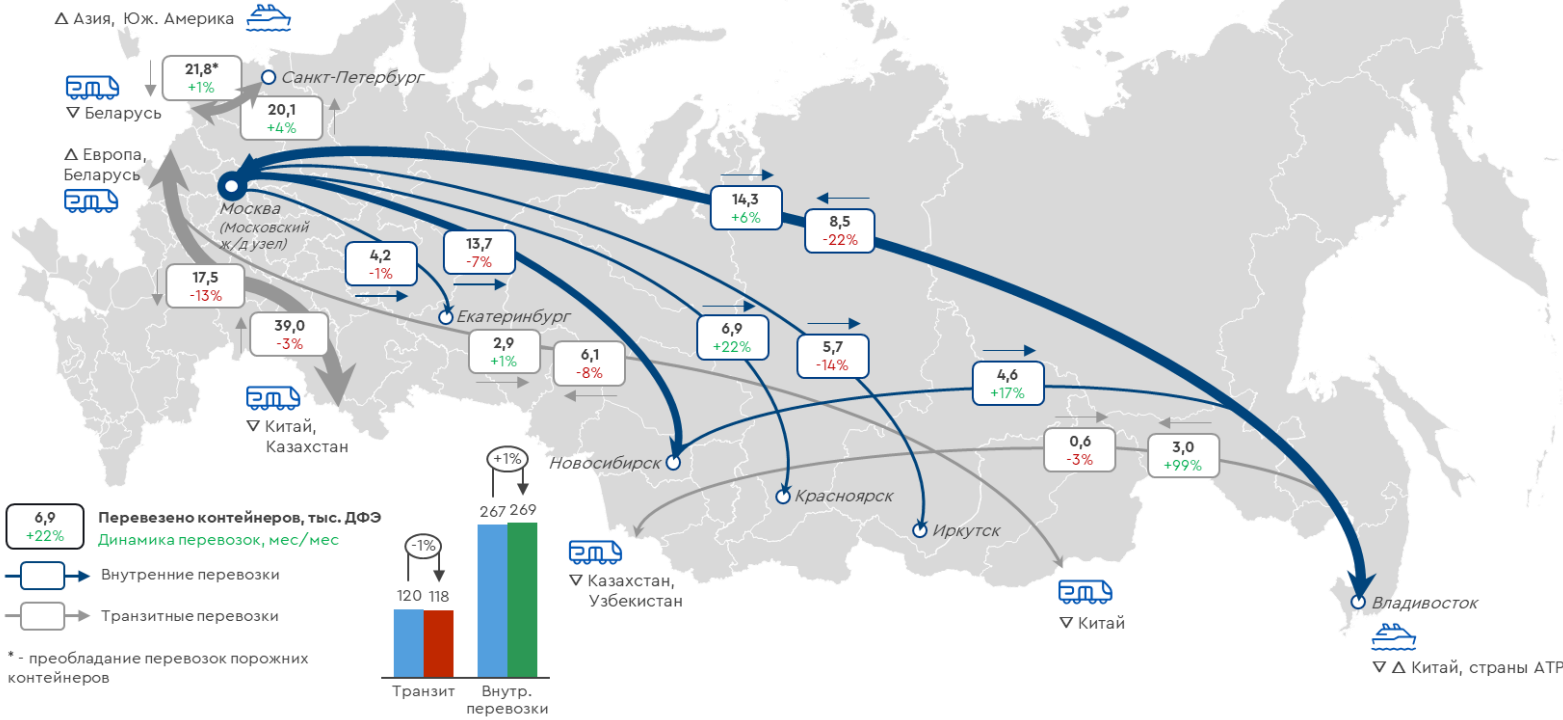 △ Азия, Юж. Америка
21,8*
+1%
Санкт-Петербург
▽ Беларусь
20,1
+4%
△ Европа,
Беларусь
Москва
(Московский
ж/д узел)
14,3
+6%
8,5
-22%
4,2
-1%
13,7
-7%
17,5
-13%
39,0
-3%
Екатеринбург
2,9
+1%
6,1
-8%
6,9
+22%
5,7
-14%
4,6
+17%
▽ Китай,
Казахстан
0,6
-3%
3,0
+99%
Новосибирск
Красноярск
Иркутск
6,9
+22%
Перевезено контейнеров, тыс. ДФЭ
Динамика перевозок, мес/мес
Внутренние перевозки
Транзитные перевозки
* - преобладание перевозок порожних
контейнеров
-1%
120 118
Транзит
+1%
267 269
Внутр.
перевозки
▽ Казахстан,
Узбекистан
▽ Китай
Владивосток
▽ △ Китай, страны АТР